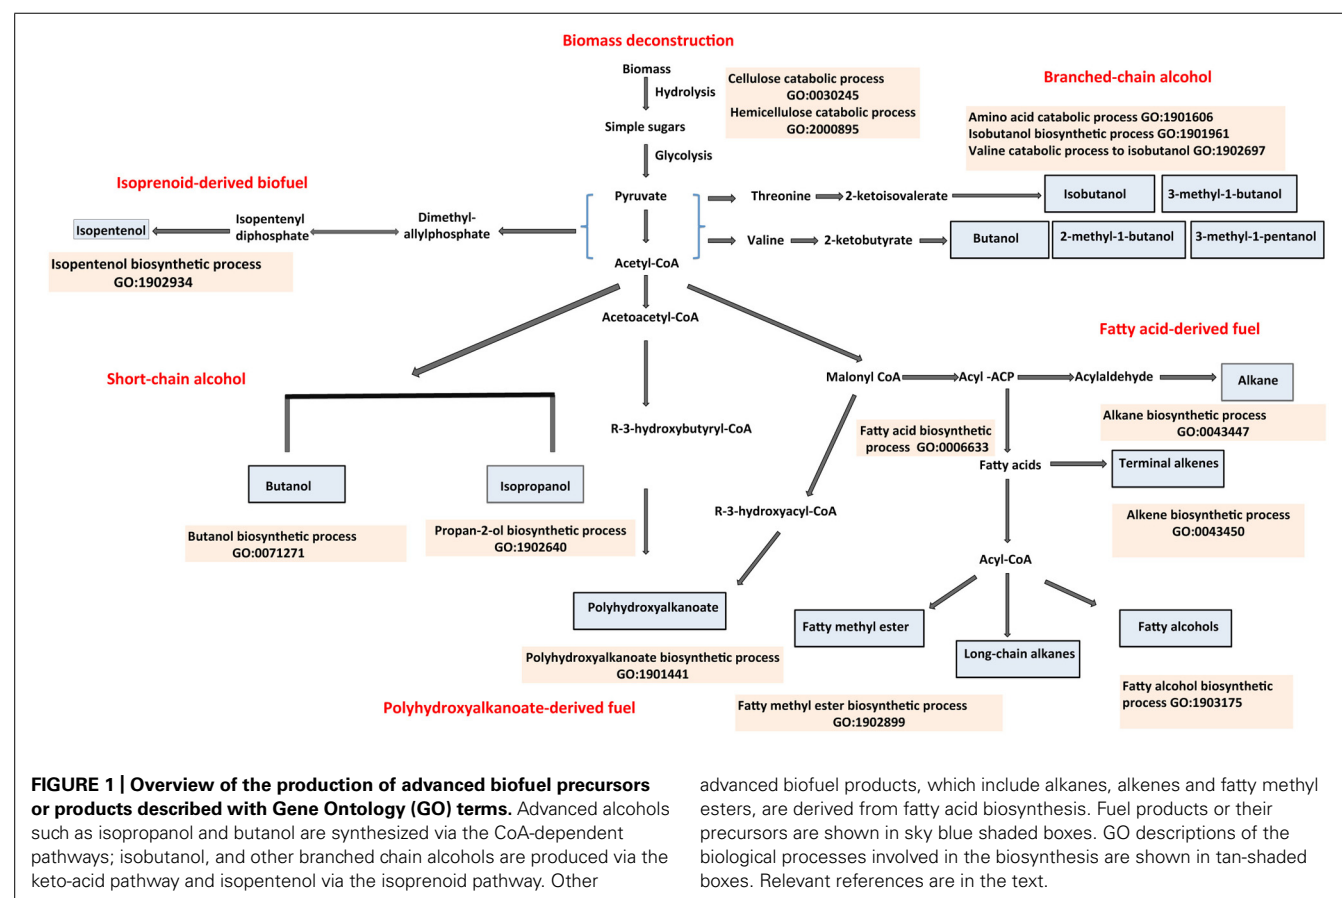 Biomass deconstruction
Biomass
Hydrolysis
Simple sugars
Glycolysis
Pyruvate
Acetyl-CoA
Cellulose catabolic process
GO:0030245
Hemicellulose catabolic process
GO:2000895
Branched-chain alcohol
Amino acid catabolic process GO:1901606
Isobutanol biosynthetic process GO:1901961
Valine catabolic process to isobutanol GO:1902697
Threonine
2-ketoisovalerate
Isobutanol
3-methyl-1-butanol
Valine
2-ketobutyrate
Butanol
2-methyl-1-butanol
3-methyl-1-pentanol
Isoprenoid-derived biofuel
Isopentenol
Isopentenyl
diphosphate
Dimethyl-
allylphosphate
Isopentenol biosynthetic process
GO:1902934
Acetoacetyl-CoA
R-3-hydroxybutyryl-CoA
Short-chain alcohol
Butanol
Isopropanol
Butanol biosynthetic process
GO:0071271
Propan-2-ol biosynthetic process
GO:1902640
Fatty acid-derived fuel
Malonyl CoA
Acyl -ACP
Acylaldehyde
Alkane
Alkane biosynthetic process
GO:0043447
Fatty acid biosynthetic
process GO:0006633
Fatty acids
Terminal alkenes
Alkene biosynthetic process
GO:0043450
R-3-hydroxyacyl-CoA
Acyl-CoA
Polyhydroxyalkanoate
Polyhydroxyalkanoate biosynthetic process
GO:1901441
Polyhydroxyalkanoate-derived fuel
Fatty methyl ester
Long-chain alkanes
Fatty alcohols
Fatty methyl ester biosynthetic process
GO:1902899
Fatty alcohol biosynthetic
process GO:1903175
FIGURE 1 | Overview of the production of advanced biofuel precursors
or products described with Gene Ontology (GO) terms. Advanced alcohols
such as isopropanol and butanol are synthesized via the CoA-dependent
pathways; isobutanol, and other branched chain alcohols are produced via the
keto-acid pathway and isopentenol via the isoprenoid pathway. Other
advanced biofuel products, which include alkanes, alkenes and fatty methyl
esters, are derived from fatty acid biosynthesis. Fuel products or their
precursors are shown in sky blue shaded boxes. GO descriptions of the
biological processes involved in the biosynthesis are shown in tan-shaded
boxes. Relevant references are in the text.